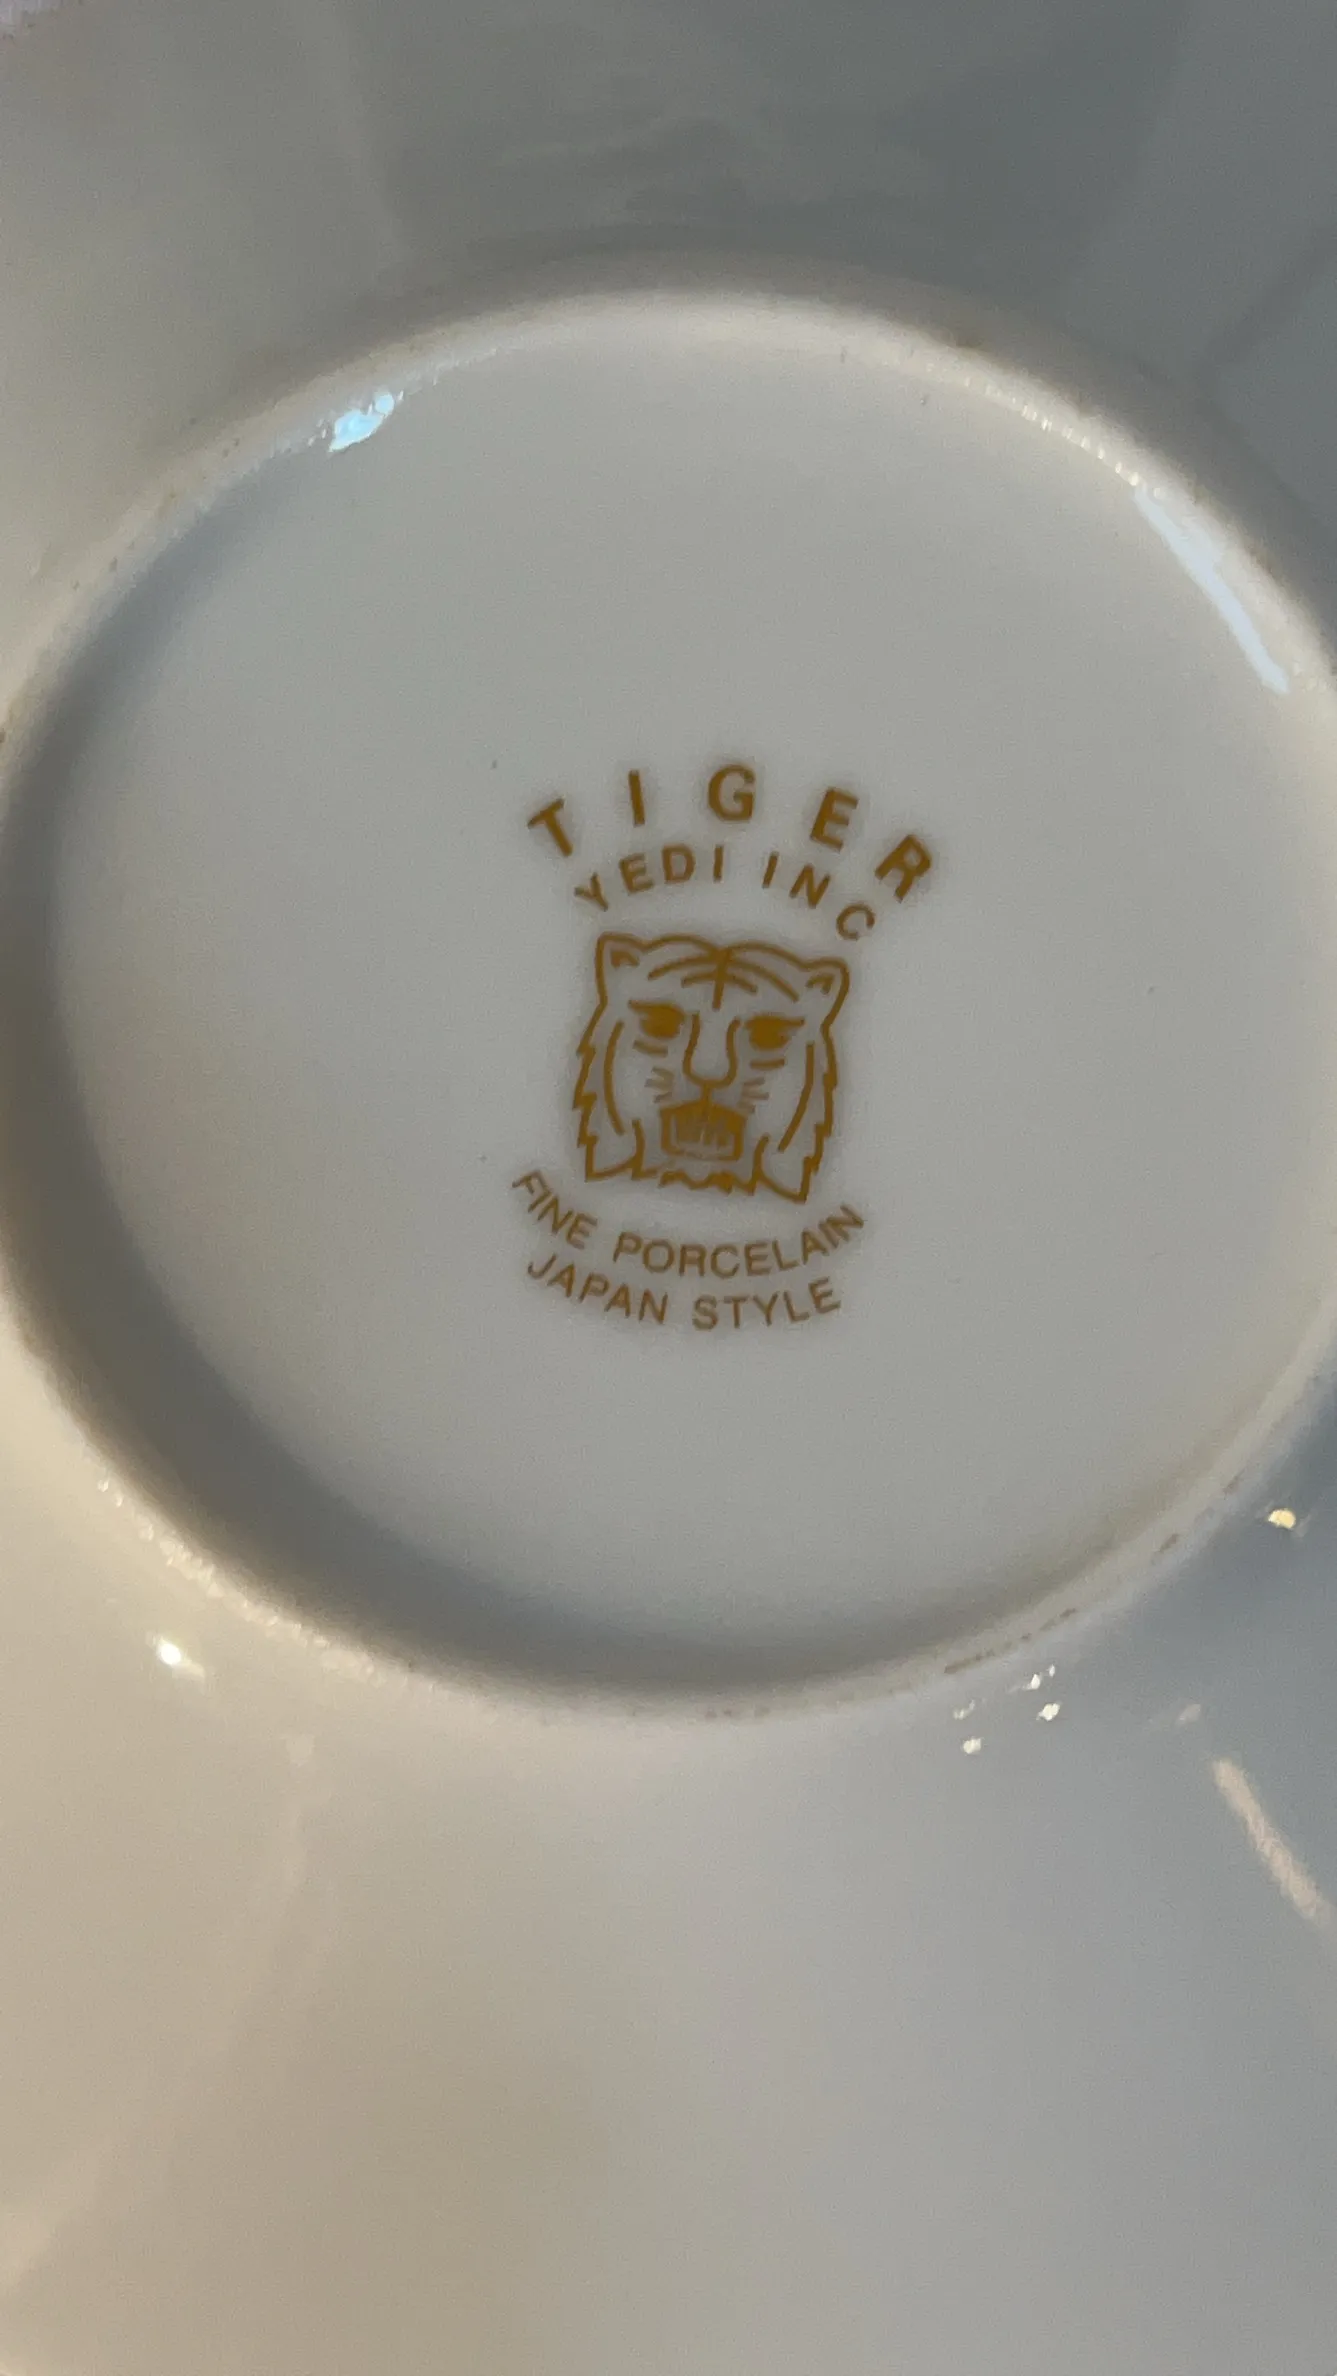 TIGER
YEDI INC
FINE PORCELAIN
JAPAN STYLE